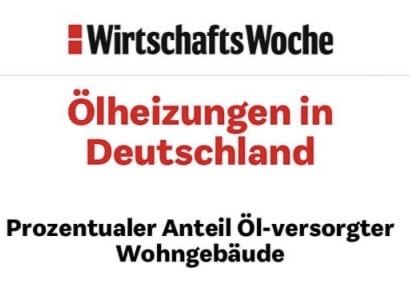 WirtschaftsWoche
Ölheizungen in
Deutschland
Prozentualer Anteil Öl-versorgter
Wohngebäude